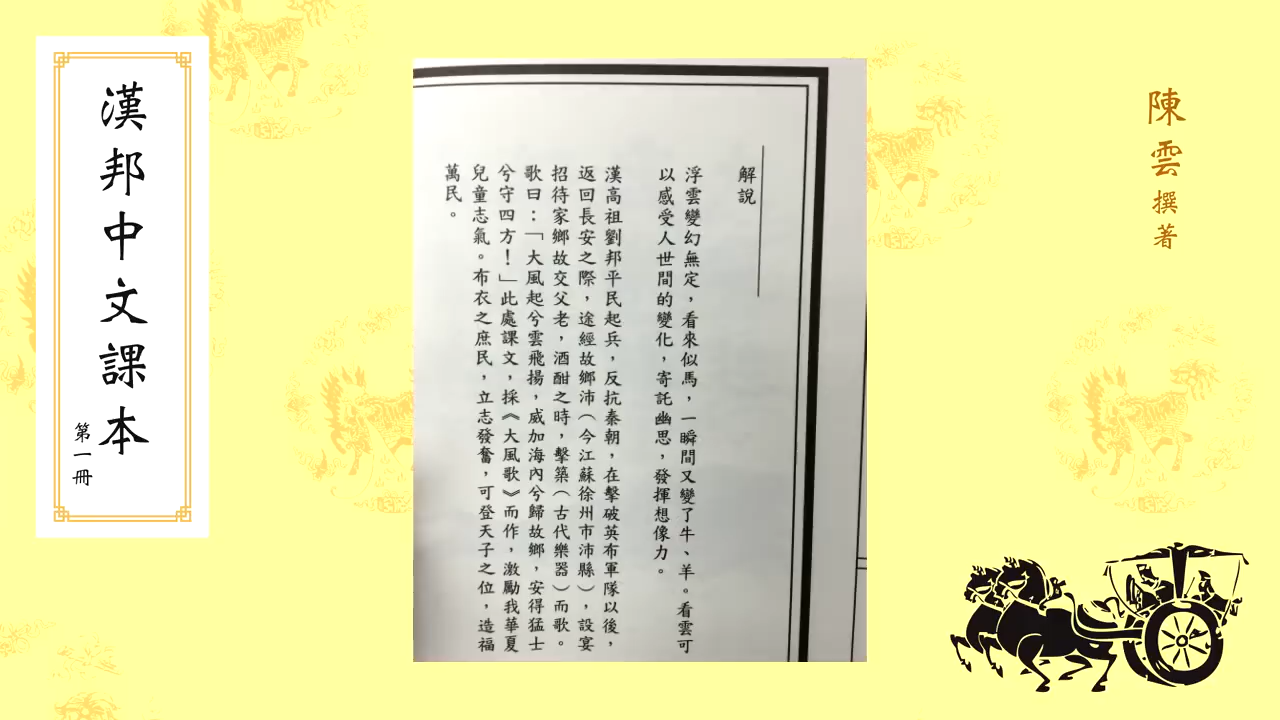 漢邦中文課本
第一冊
解說
浮雲變幻無定，看來似馬，一瞬間又變了牛、羊。看雲可
以感受人世間的變化，寄託幽思，發揮想像力。
漢高祖劉邦平民起兵，反抗秦朝，在擊破英布軍隊以後，
返回長安之際，途經故鄉沛（今江蘇徐州市沛縣），設宴
招待家鄉故交父老，酒酣之時，擊築（古代樂器）而歌。
歌曰：「大風起兮雲飛揚，威加海內兮歸故鄉，安得猛士
兮守四方！」此處課文，採《大風歌》而作，激勵我華夏
兒童志氣。布衣之庶民，立志發奮，可登天子之位，造福
萬民。
陳雲撰著